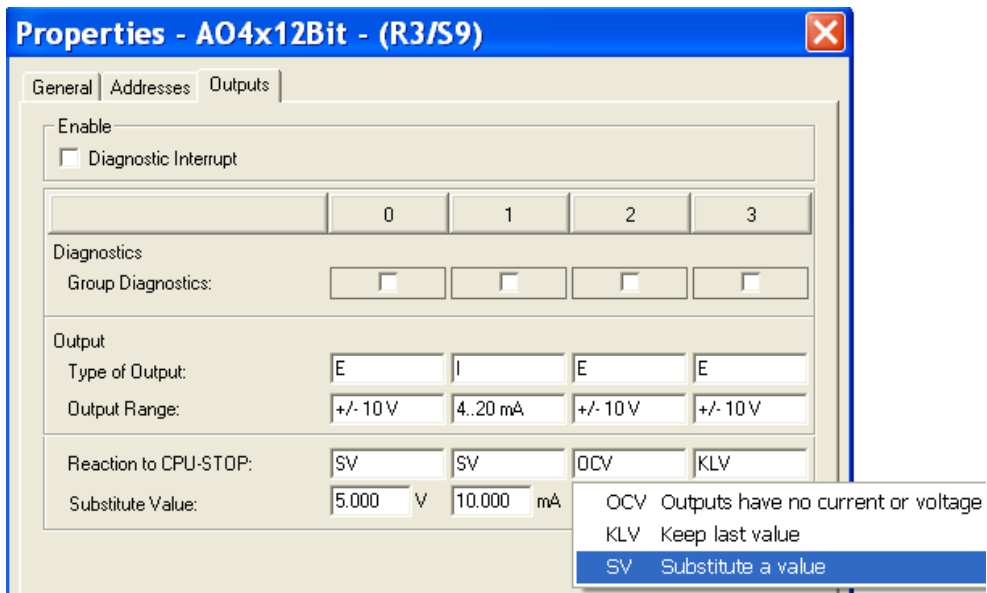 Properties - AO4x12Bit - (R3/S9)
General Addresses Outputs
Enable
Diagnostic Interrupt
0 1 2 3
Diagnostics
Group Diagnostics:
Output
Type of Output: E I E E
Output Range: +/- 10 V 4..20 mA +/- 10 V +/- 10 V
Reaction to CPU-STOP: SV SV OCV KLV
Substitute Value: 5.000 V 10.000 mA
OCV Outputs have no current or voltage
KLV Keep last value
SV Substitute a value